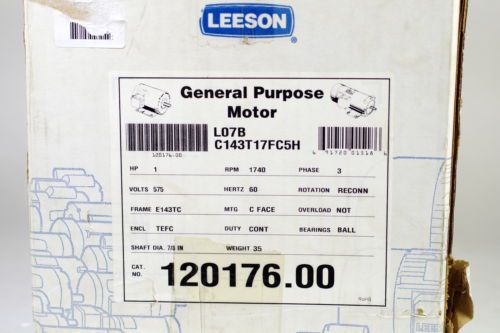 LEESON
General Purpose
Motor
L07B
C143T17FC5H
120176.00
HP 1 RPM 1740 PHASE 3
VOLTS 575 HERTZ 60 ROTATION RECONN
FRAME E143TC MTG C FACE OVERLOAD NOT
ENCL TEFC DUTY CONT BEARINGS BALL
SHAFT DIA. 7/8 IN WEIGHT 35
CAT. NO. 120176.00